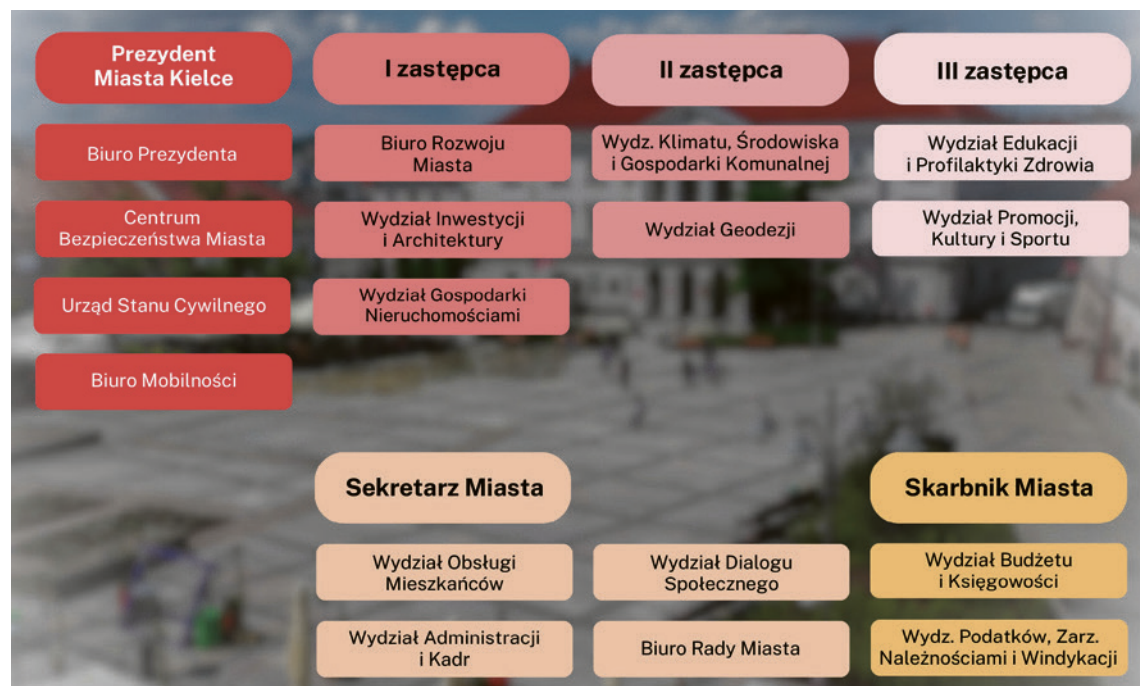 Prezydent
Miasta Kielce
I zastępca
II zastępca
III zastępca
Biuro Prezydenta
Biuro Rozwoju
Miasta
Wydz. Klimatu, Środowiska
i Gospodarki Komunalnej
Wydział Edukacji
i Profilaktyki Zdrowia
Centrum
Bezpieczeństwa Miasta
Wydział Inwestycji
i Architektury
Wydział Geodezji
Wydział Promocji,
Kultury i Sportu
Urząd Stanu Cywilnego
Wydział Gospodarki
Nieruchomościami
Biuro Mobilności
Sekretarz Miasta
Skarbnik Miasta
Wydział Obsługi
Mieszkańców
Wydział Dialogu
Społecznego
Wydział Budżetu
i Księgowości
Wydział Administracji
i Kadr
Biuro Rady Miasta
Wydz. Podatków, Zarz.
Należnościami i Windykacji